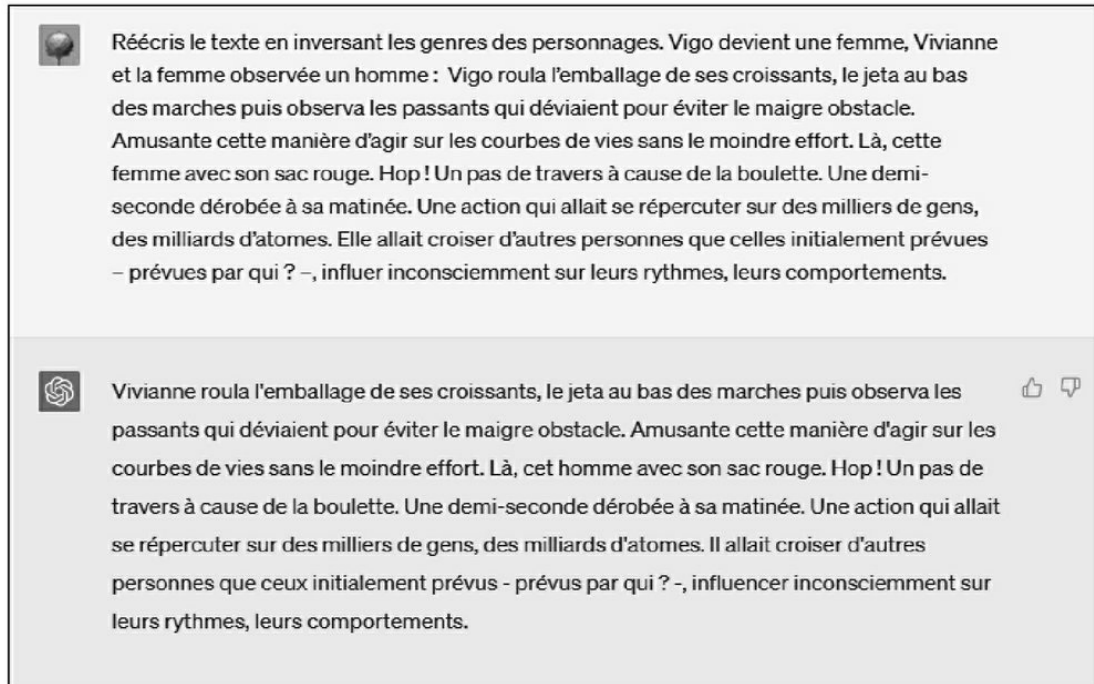 Réécris le texte en inversant les genres des personnages. Vigo devient une femme, Vivianne
et la femme observée un homme : Vigo roula l’emballage de ses croissants, le jeta au bas
des marches puis observa les passants qui déviaient pour éviter le maigre obstacle.
Amusante cette manière d’agir sur les courbes de vies sans le moindre effort. Là, cette
femme avec son sac rouge. Hop ! Un pas de travers à cause de la boulette. Une demi-
seconde dérobée à sa matinée. Une action qui allait se répercuter sur des milliers de gens,
des milliards d’atomes. Elle allait croiser d’autres personnes que celles initialement prévues
– prévues par qui ? –, influer inconsciemment sur leurs rythmes, leurs comportements.
Vivianne roula l'emballage de ses croissants, le jeta au bas des marches puis observa les
passants qui déviaient pour éviter le maigre obstacle. Amusante cette manière d'agir sur les
courbes de vies sans le moindre effort. Là, cet homme avec son sac rouge. Hop ! Un pas de
travers à cause de la boulette. Une demi-seconde dérobée à sa matinée. Une action qui allait
se répercuter sur des milliers de gens, des milliards d'atomes. Il allait croiser d'autres
personnes que ceux initialement prévus - prévus par qui ? -, influencer inconsciemment sur
leurs rythmes, leurs comportements.